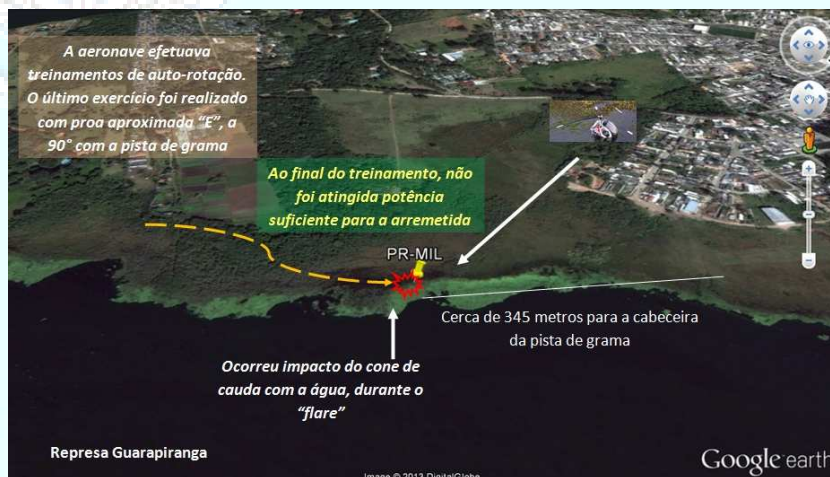 A aeronave efetuava
treinamentos de auto-rotação.
O último exercício foi realizado
com proa aproximada “E”, a
90° com a pista de grama
Ao final do treinamento, não
foi atingida potência
suficiente para a arremetida
PR-MIL
Cerca de 345 metros para a cabeceira
da pista de grama
Ocorreu impacto do cone de
cauda com a água, durante o
“flare”
Represa Guarapiranga
Google earth
Image © 2013 DigitalGlobe